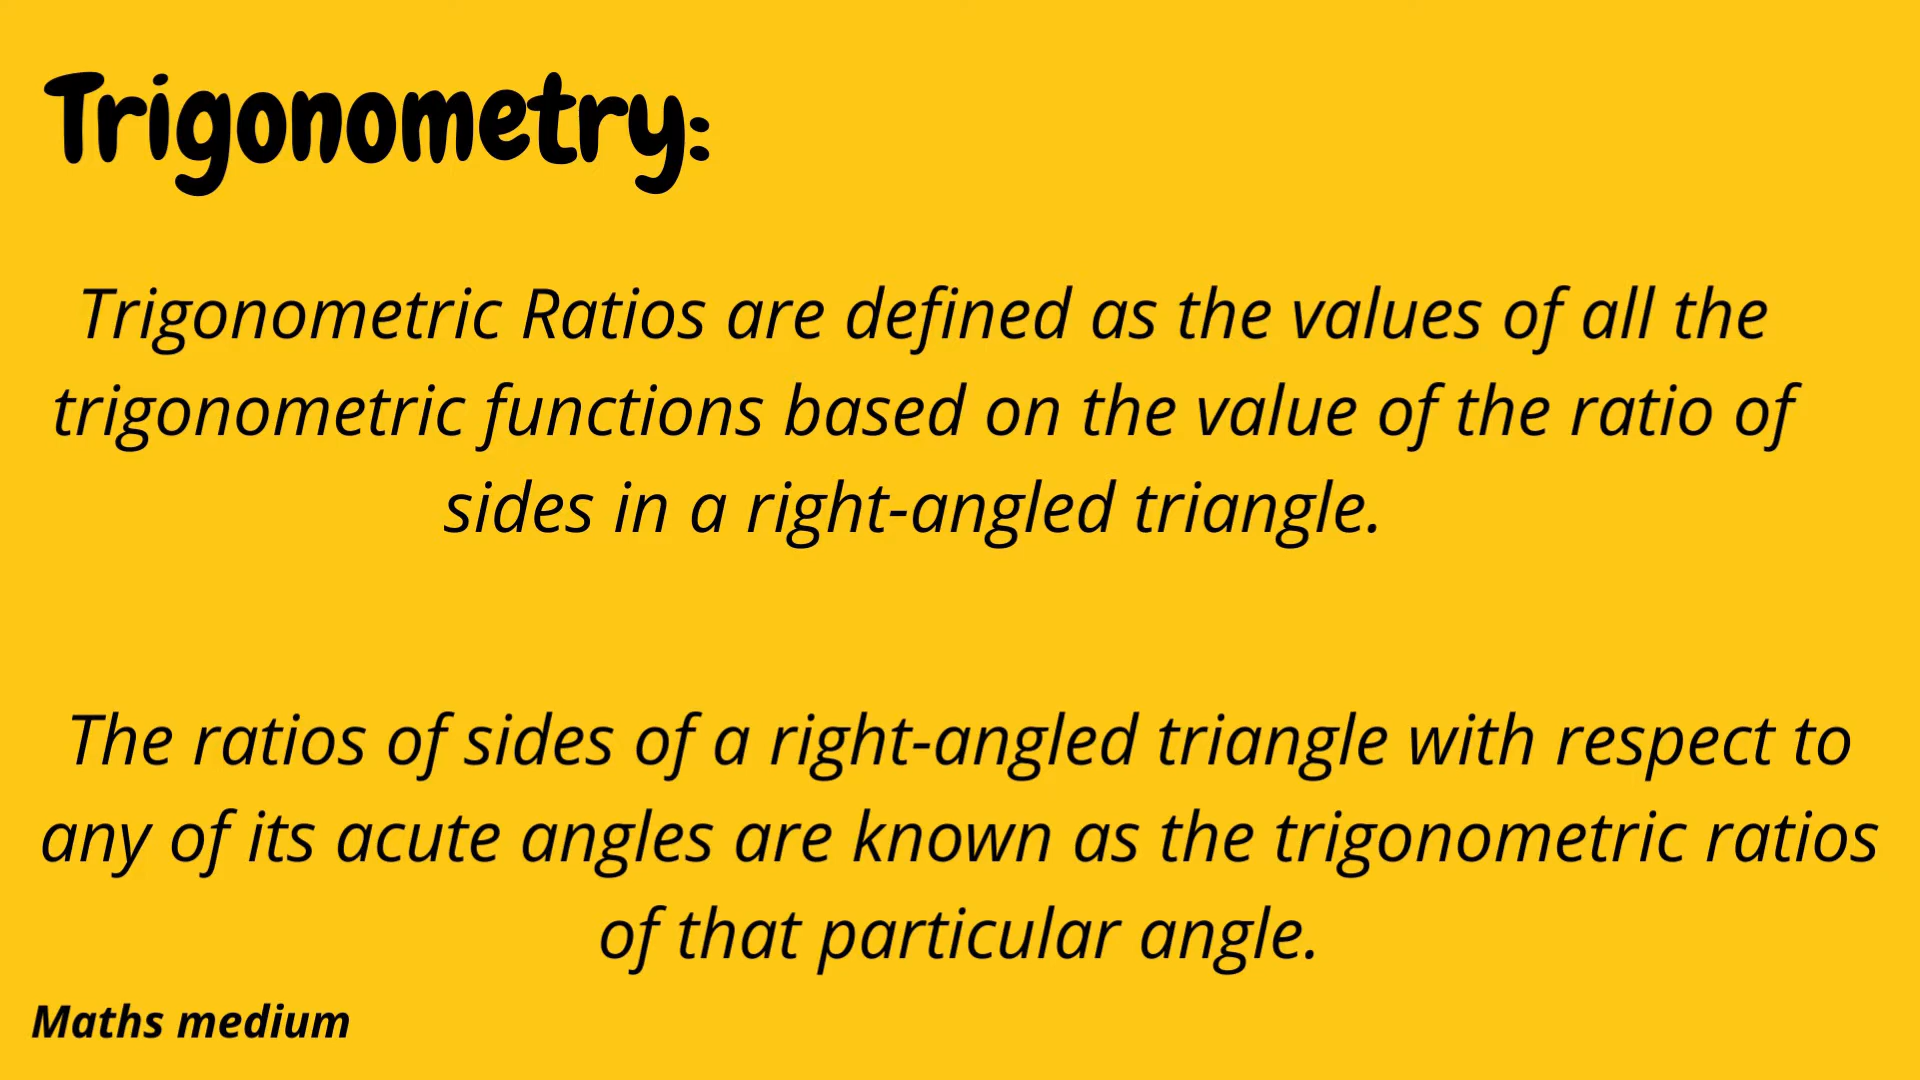 Trigonometry:
Trigonometric Ratios are defined as the values of all the
trigonometric functions based on the value of the ratio of
sides in a right-angled triangle.
The ratios of sides of a right-angled triangle with respect to
any of its acute angles are known as the trigonometric ratios
of that particular angle.
Maths medium